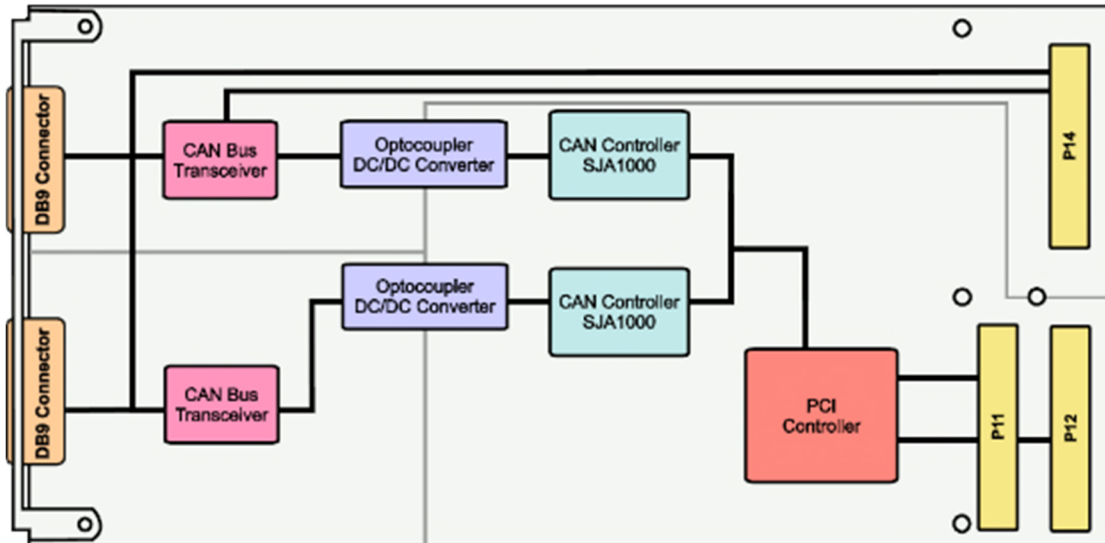 DB9 Connector
CAN Bus
Transceiver
Optocoupler
DC/DC Converter
CAN Controller
SJA1000
P14
Optocoupler
DC/DC Converter
CAN Controller
SJA1000
DB9 Connector
CAN Bus
Transceiver
PCI
Controller
P11
P12